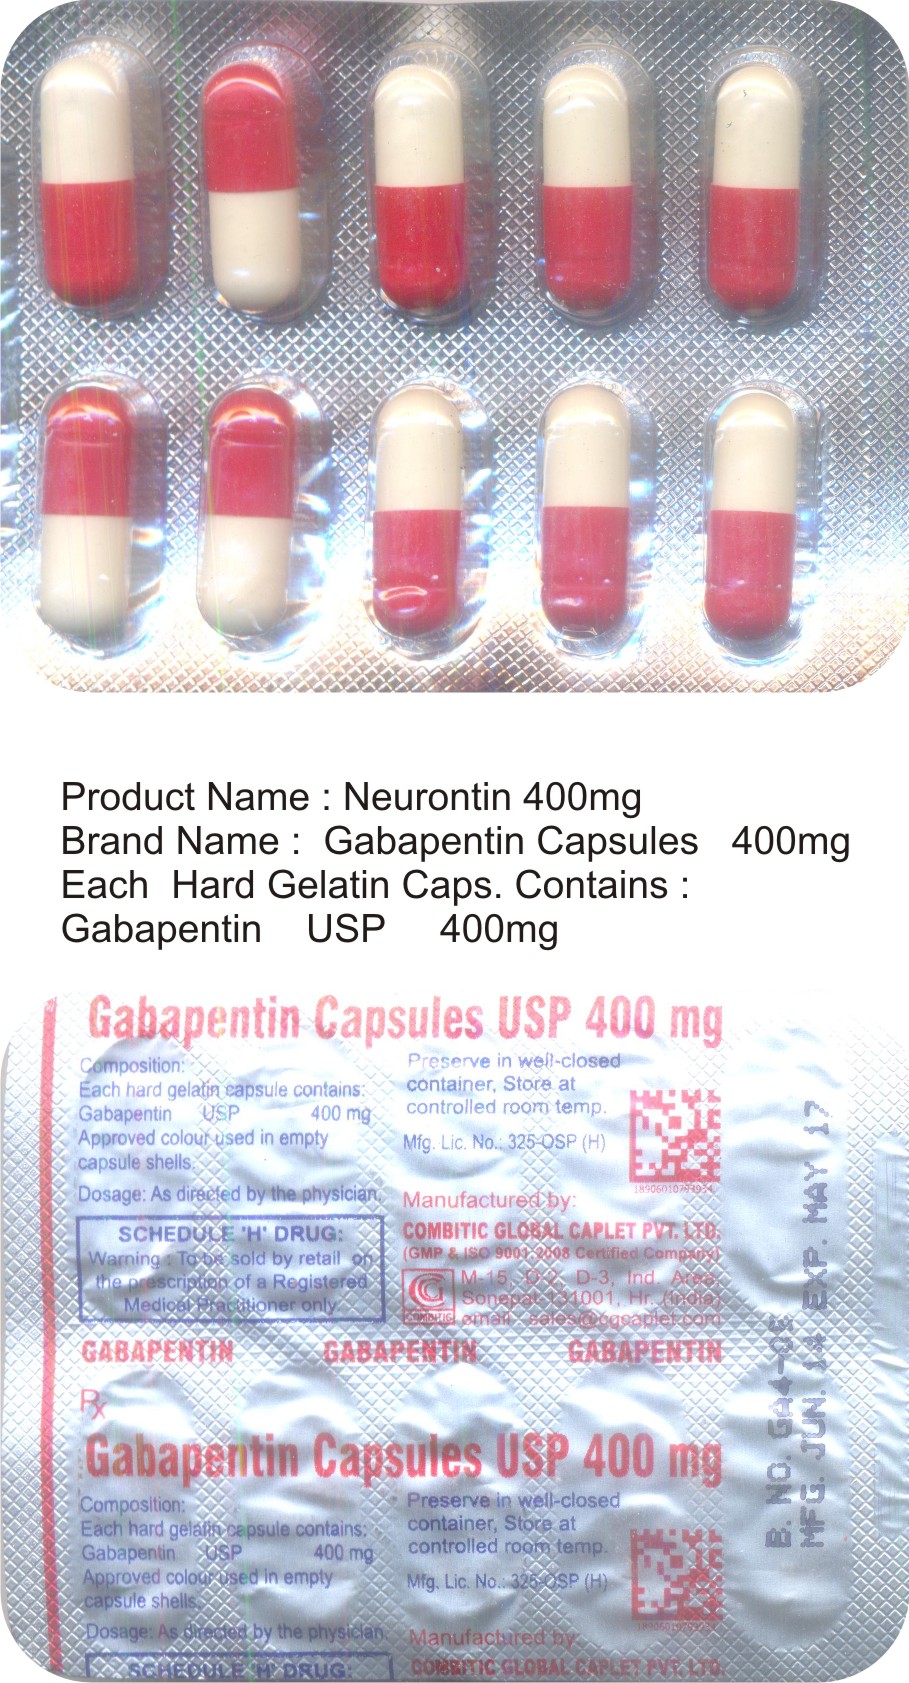 Product Name : Neurontin 400mg
Brand Name : Gabapentin Capsules 400mg
Each Hard Gelatin Caps. Contains :
Gabapentin USP 400mg
Gabapentin Capsules USP 400 mg
Composition:
Each hard gelatin capsule contains:
Gabapentin USP 400 mg
Approved colour used in empty
capsule shells.
Dosage: As directed by the physician.
SCHEDULE 'H' DRUG:
Warning : To be sold by retail on
the prescription of a Registered
Medical Practitioner only
Preserve in well-closed
container, Store at
controlled room temp.
Mfg. Lic. No.: 325-OSP (H)
Manufactured by:
COMBITIC GLOBAL CAPLET PVT. LTD.
(GMP & ISO 9001:2008 Certified Company)
M-15, D-2, D-3, Ind. Area,
Sonepat-131001, Hr. (India)
email sales@cgcaplet.com
COMBITIC
GABAPENTIN GABAPENTIN GABAPENTIN
Rx
Gabapentin Capsules USP 400 mg
Composition:
Each hard gelatin capsule contains:
Gabapentin USP 400 mg
Approved colour used in empty
capsule shells.
Dosage: As directed by the physician.
SCHEDULE 'H' DRUG:
Preserve in well-closed
container, Store at
controlled room temp.
Mfg. Lic. No.: 325-OSP (H)
Manufactured by
COMBITIC GLOBAL CAPLET PVT. LTD.
B. NO. GA4-
MFG. JUN. 14 EXP. MAY 17